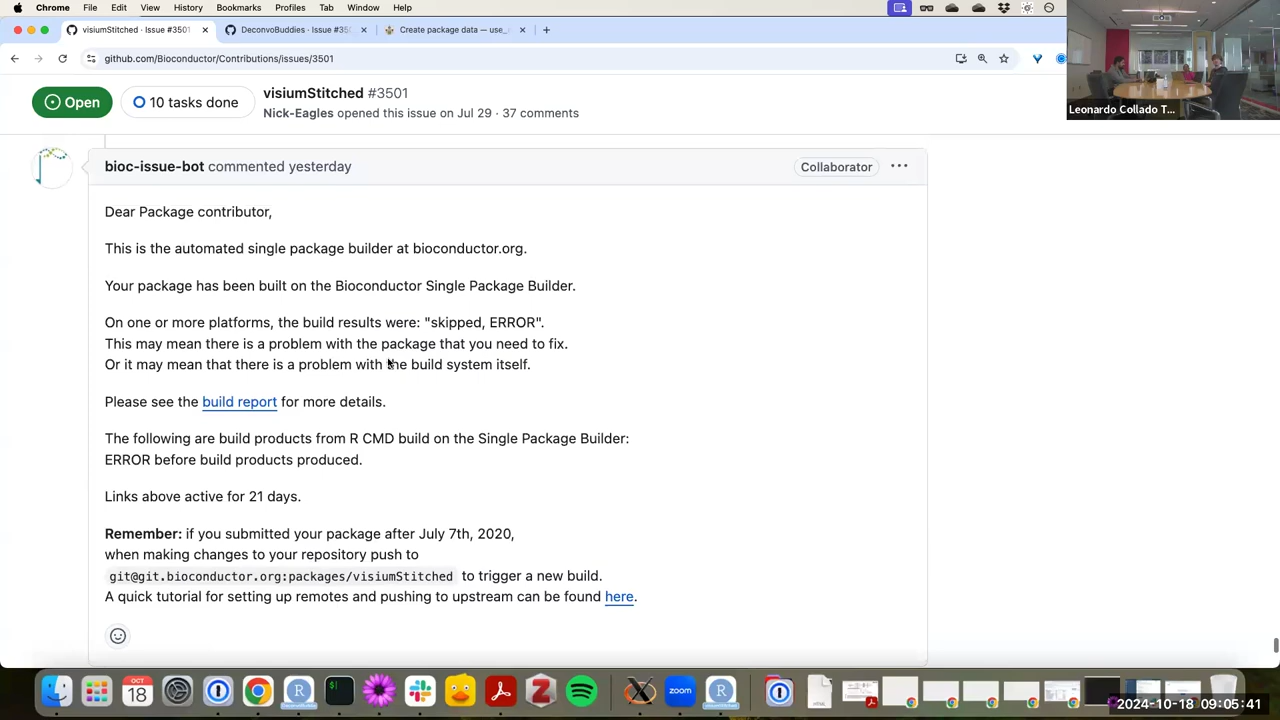 Chrome File Edit View History Bookmarks Profiles Tab Window Help
visiumStitched · Issue #3501
DeconvoBuddies · Issue #35
Create package data — use_
github.com/Bioconductor/Contributions/issues/3501
Leonardo Collado T...
Open
10 tasks done
visiumStitched #3501
Nick-Eagles opened this issue on Jul 29 · 37 comments
bioc-issue-bot commented yesterday
Collaborator
Dear Package contributor,
This is the automated single package builder at bioconductor.org.
Your package has been built on the Bioconductor Single Package Builder.
On one or more platforms, the build results were: "skipped, ERROR".
This may mean there is a problem with the package that you need to fix.
Or it may mean that there is a problem with the build system itself.
Please see the build report for more details.
The following are build products from R CMD build on the Single Package Builder:
ERROR before build products produced.
Links above active for 21 days.
Remember: if you submitted your package after July 7th, 2020,
when making changes to your repository push to
git@git.bioconductor.org:packages/visiumStitched to trigger a new build.
A quick tutorial for setting up remotes and pushing to upstream can be found here.
OCT
18
zoom
2024-10-18 09:05:41